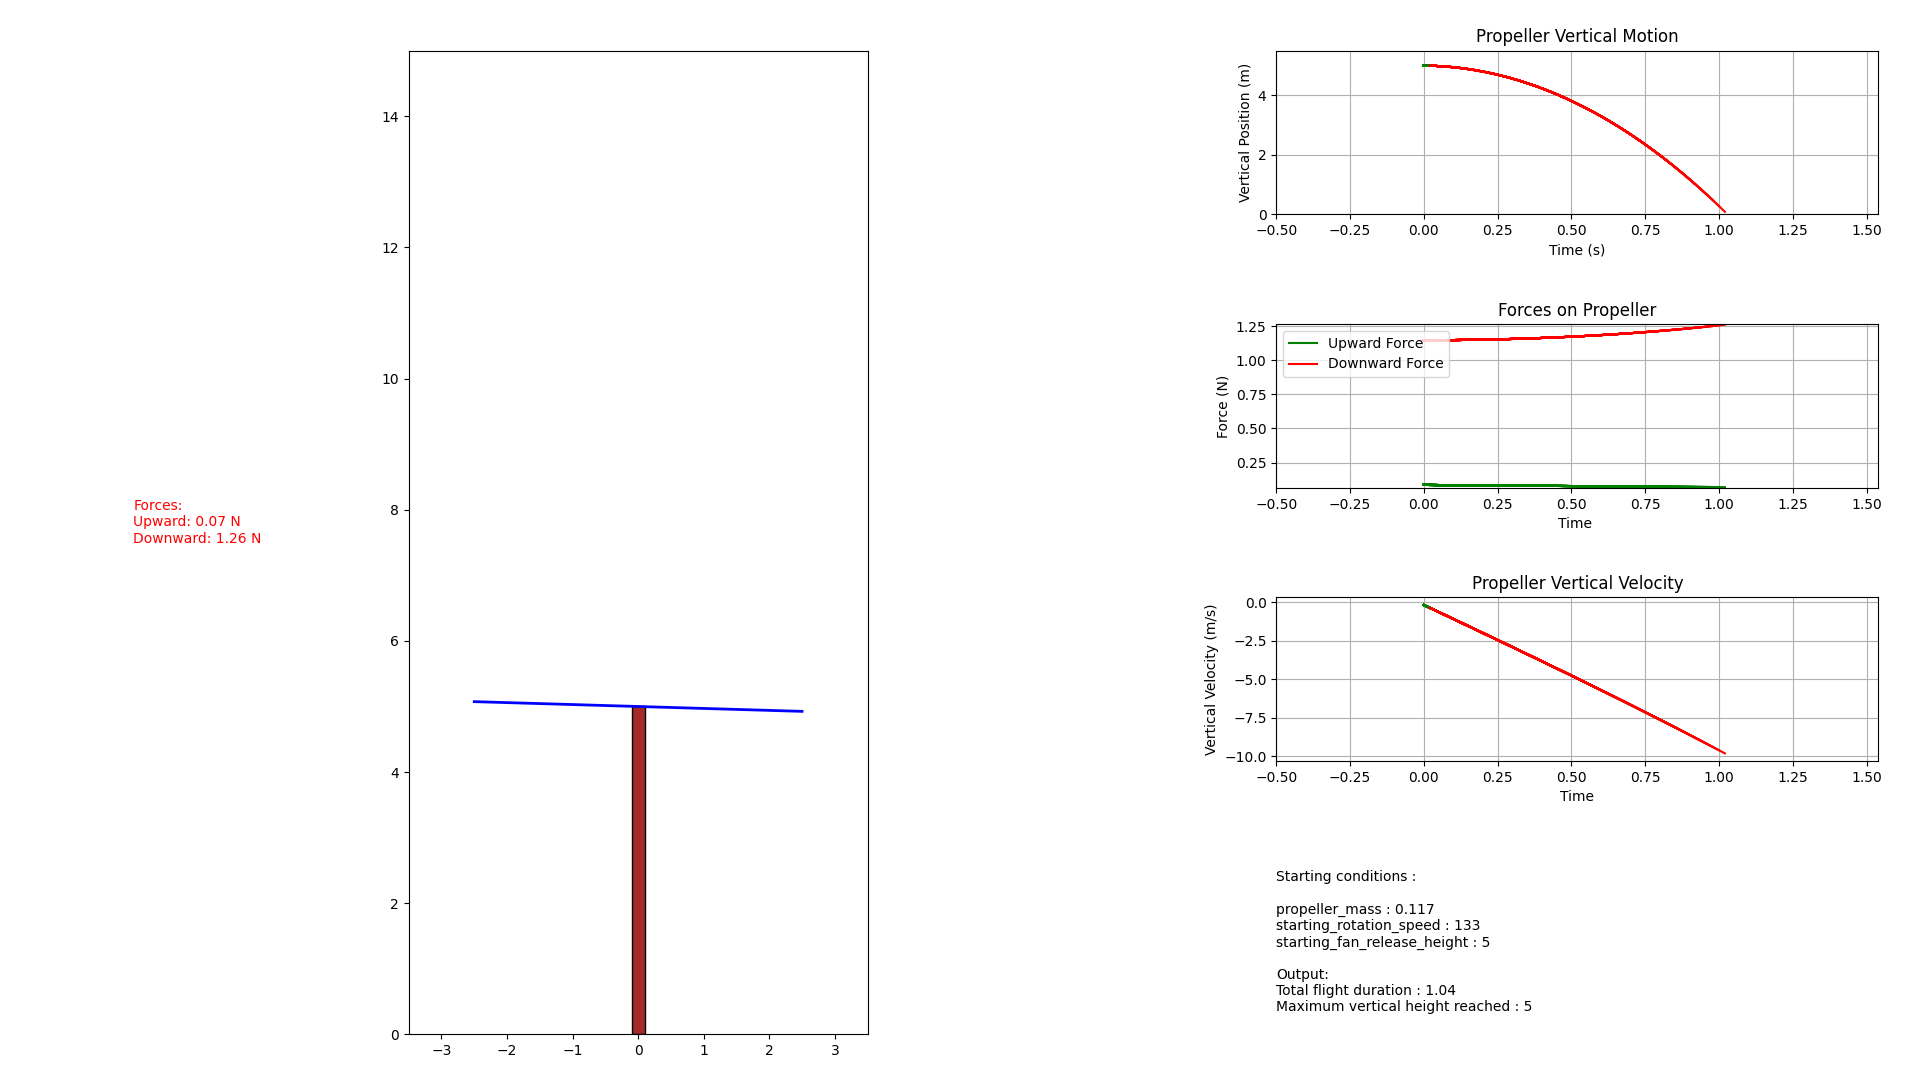 Forces:
Upward: 0.07 N
Downward: 1.26 N
14
12
10
8
6
4
2
0
−3 −2 −1 0 1 2 3
Propeller Vertical Motion
Vertical Position (m)
4
2
0
−0.50 −0.25 0.00 0.25 0.50 0.75 1.00 1.25 1.50
Time (s)
Forces on Propeller
Force (N)
1.25
1.00
0.75
0.50
0.25
Upward Force
Downward Force
−0.50 −0.25 0.00 0.25 0.50 0.75 1.00 1.25 1.50
Time
Propeller Vertical Velocity
Vertical Velocity (m/s)
0.0
−2.5
−5.0
−7.5
−10.0
−0.50 −0.25 0.00 0.25 0.50 0.75 1.00 1.25 1.50
Time
Starting conditions :
propeller_mass : 0.117
starting_rotation_speed : 133
starting_fan_release_height : 5
Output:
Total flight duration : 1.04
Maximum vertical height reached : 5